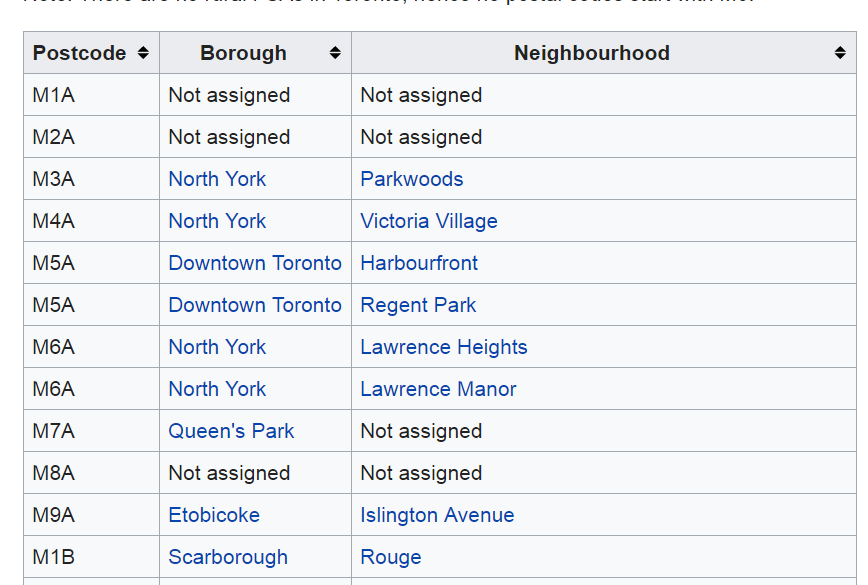 Postcode Borough Neighbourhood
M1A Not assigned Not assigned
M2A Not assigned Not assigned
M3A North York Parkwoods
M4A North York Victoria Village
M5A Downtown Toronto Harbourfront
M5A Downtown Toronto Regent Park
M6A North York Lawrence Heights
M6A North York Lawrence Manor
M7A Queen's Park Not assigned
M8A Not assigned Not assigned
M9A Etobicoke Islington Avenue
M1B Scarborough Rouge